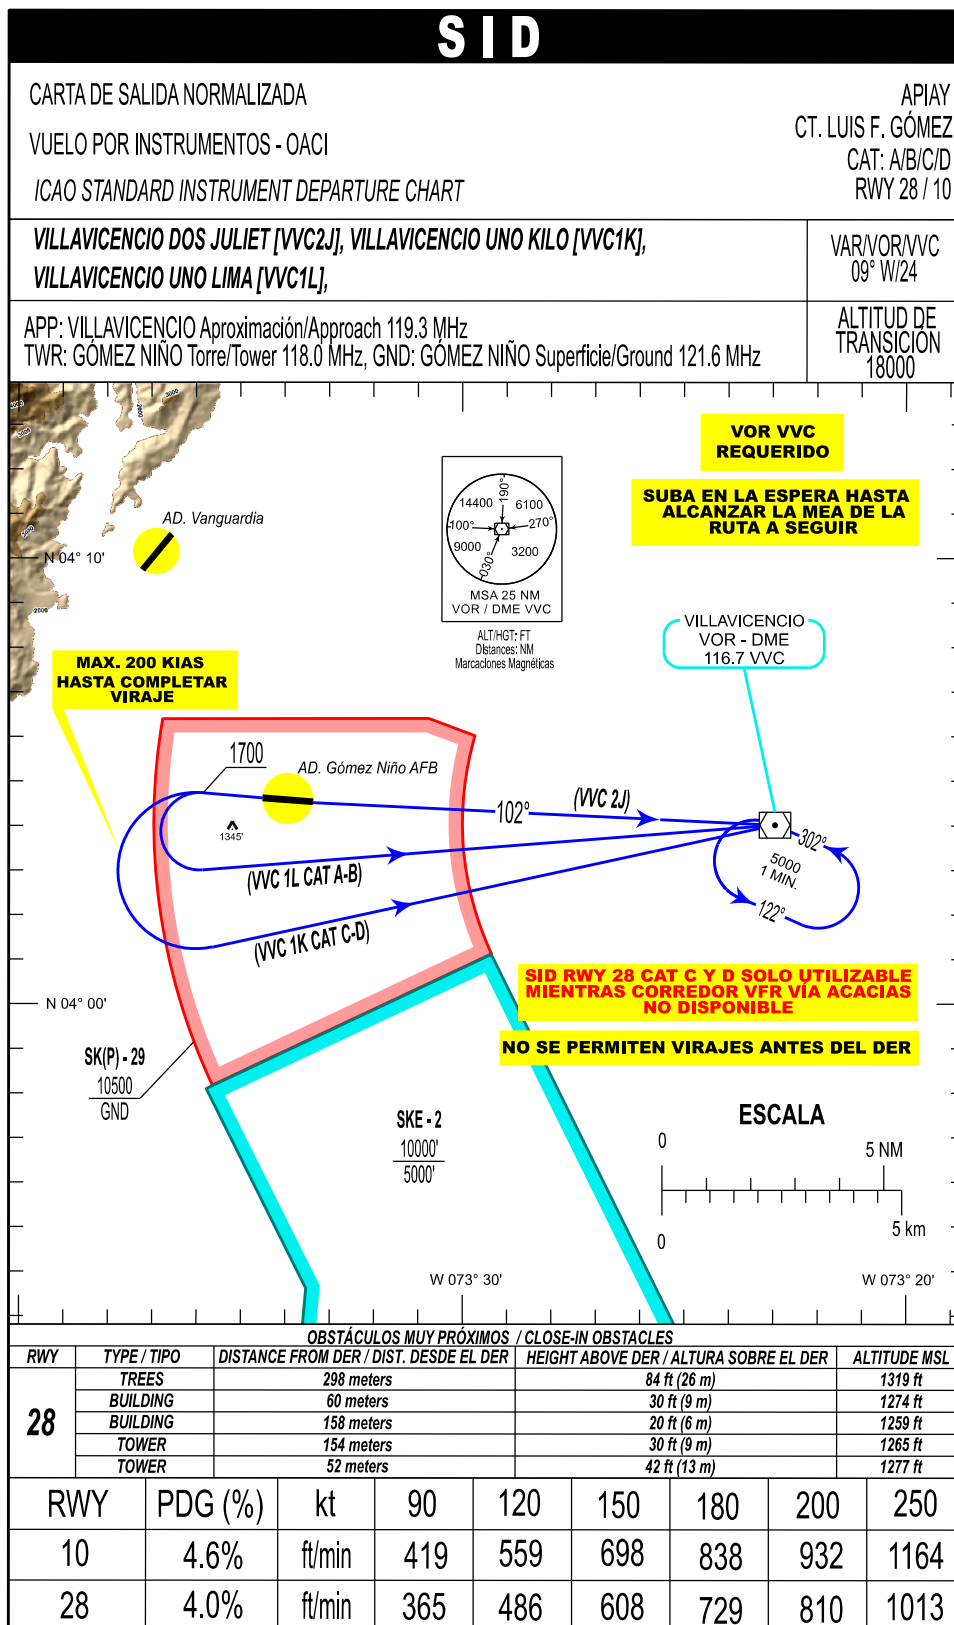 SID
CARTA DE SALIDA NORMALIZADA
VUELO POR INSTRUMENTOS - OACI
ICAO STANDARD INSTRUMENT DEPARTURE CHART
APIAY
CT. LUIS F. GÓMEZ
CAT: A/B/C/D
RWY 28 / 10
VILLAVICENCIO DOS JULIET [VVC2J], VILLAVICENCIO UNO KILO [VVC1K],
VILLAVICENCIO UNO LIMA [VVC1L],
VAR/VOR/VVC
09° W/24
APP: VILLAVICENCIO Aproximación/Approach 119.3 MHz
TWR: GÓMEZ NIÑO Torre/Tower 118.0 MHz, GND: GÓMEZ NIÑO Superficie/Ground 121.6 MHz
ALTITUD DE
TRANSICIÓN
18000
3000
2000
VOR VVC
REQUERIDO
SUBA EN LA ESPERA HASTA
ALCANZAR LA MEA DE LA
RUTA A SEGUIR
AD. Vanguardia
N 04° 10'
190°
14400
6100
100°
270°
9000
3200
030°
MSA 25 NM
VOR / DME VVC
ALT/HGT: FT
Distances: NM
Marcaciones Magnéticas
VILLAVICENCIO
VOR - DME
116.7 VVC
MAX. 200 KIAS
HASTA COMPLETAR
VIRAJE
1700
AD. Gómez Niño AFB
1345'
102°
(VVC 2J)
302°
5000
1 MIN.
122°
(VVC 1L CAT A-B)
(VVC 1K CAT C-D)
SID RWY 28 CAT C Y D SOLO UTILIZABLE
MIENTRAS CORREDOR VFR VÍA ACACIAS
NO DISPONIBLE
N 04° 00'
NO SE PERMITEN VIRAJES ANTES DEL DER
SK(P) - 29
10500
GND
SKE - 2
10000'
5000'
ESCALA
0
5 NM
0
5 km
W 073° 30'
W 073° 20'
OBSTÁCULOS MUY PRÓXIMOS / CLOSE-IN OBSTACLES
RWY TYPE / TIPO DISTANCE FROM DER / DIST. DESDE EL DER HEIGHT ABOVE DER / ALTURA SOBRE EL DER ALTITUDE MSL
28
TREES 298 meters 84 ft (26 m) 1319 ft
BUILDING 60 meters 30 ft (9 m) 1274 ft
BUILDING 158 meters 20 ft (6 m) 1259 ft
TOWER 154 meters 30 ft (9 m) 1265 ft
TOWER 52 meters 42 ft (13 m) 1277 ft
RWY PDG (%) kt 90 120 150 180 200 250
10 4.6% ft/min 419 559 698 838 932 1164
28 4.0% ft/min 365 486 608 729 810 1013